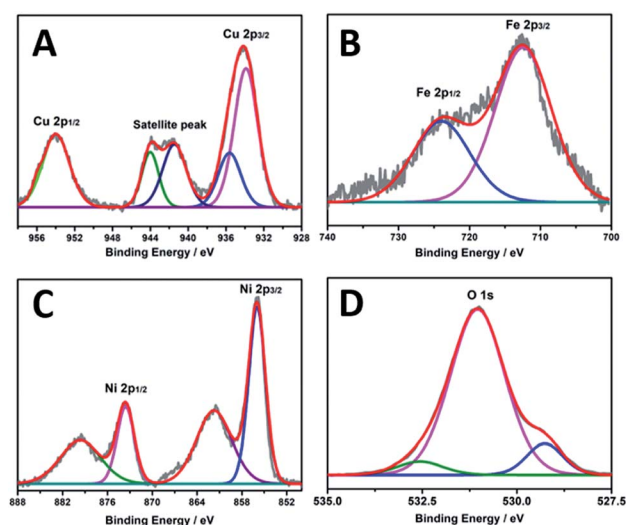 A
Cu 2p1/2
Satellite peak
Cu 2p3/2
956 952 948 944 940 936 932 928
Binding Energy / eV
B
Fe 2p1/2
Fe 2p3/2
740 730 720 710 700
Binding Energy / eV
C
Ni 2p1/2
Ni 2p3/2
888 882 876 870 864 858 852
Binding Energy / eV
D
O 1s
535.0 532.5 530.0 527.5
Binding Energy / eV